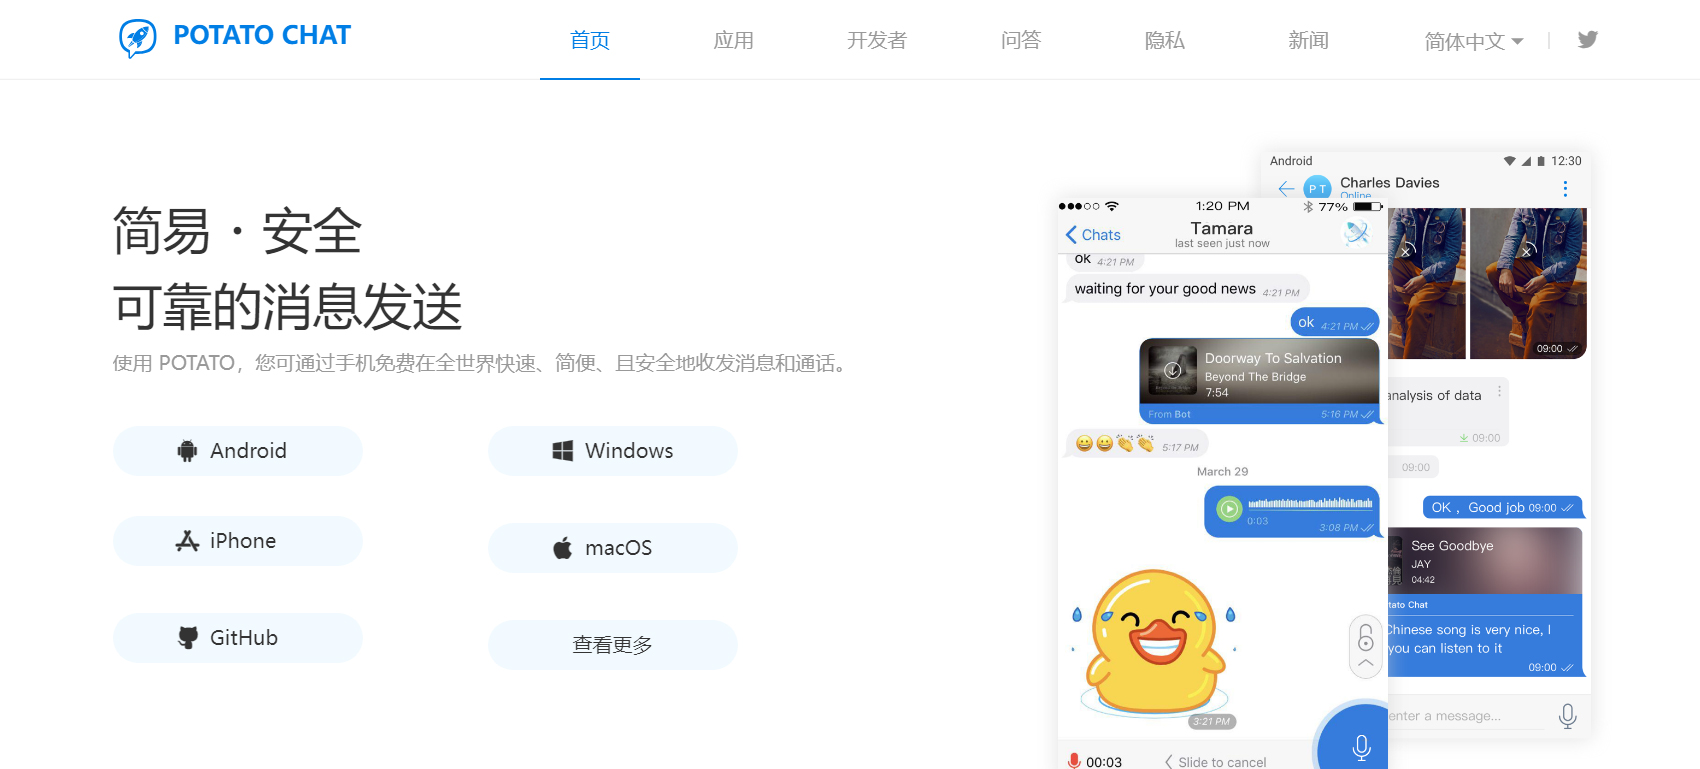 POTATO CHAT
首页
应用
开发者
问答
隐私
新闻
简体中文
简易 · 安全
可靠的消息发送
使用 POTATO，您可通过手机免费在全世界快速、简便、且安全地收发消息和通话。
Android
Windows
iPhone
macOS
GitHub
查看更多
Android
12:30
P T
Charles Davies
Online
09:00
nalysis of data
09:00
09:00
OK , Good job 09:00
See Goodbye
JAY
04:42
tato Chat
Chinese song is very nice, I
you can listen to it
09:00
enter a message...
1:20 PM
77%
Chats
Tamara
last seen just now
ok 4:21 PM
waiting for your good news 4:21 PM
ok 4:21 PM
Doorway To Salvation
Beyond The Bridge
7:54
From Bot
5:16 PM
5:17 PM
March 29
0:03
3:08 PM
3:21 PM
00:03
Slide to cancel